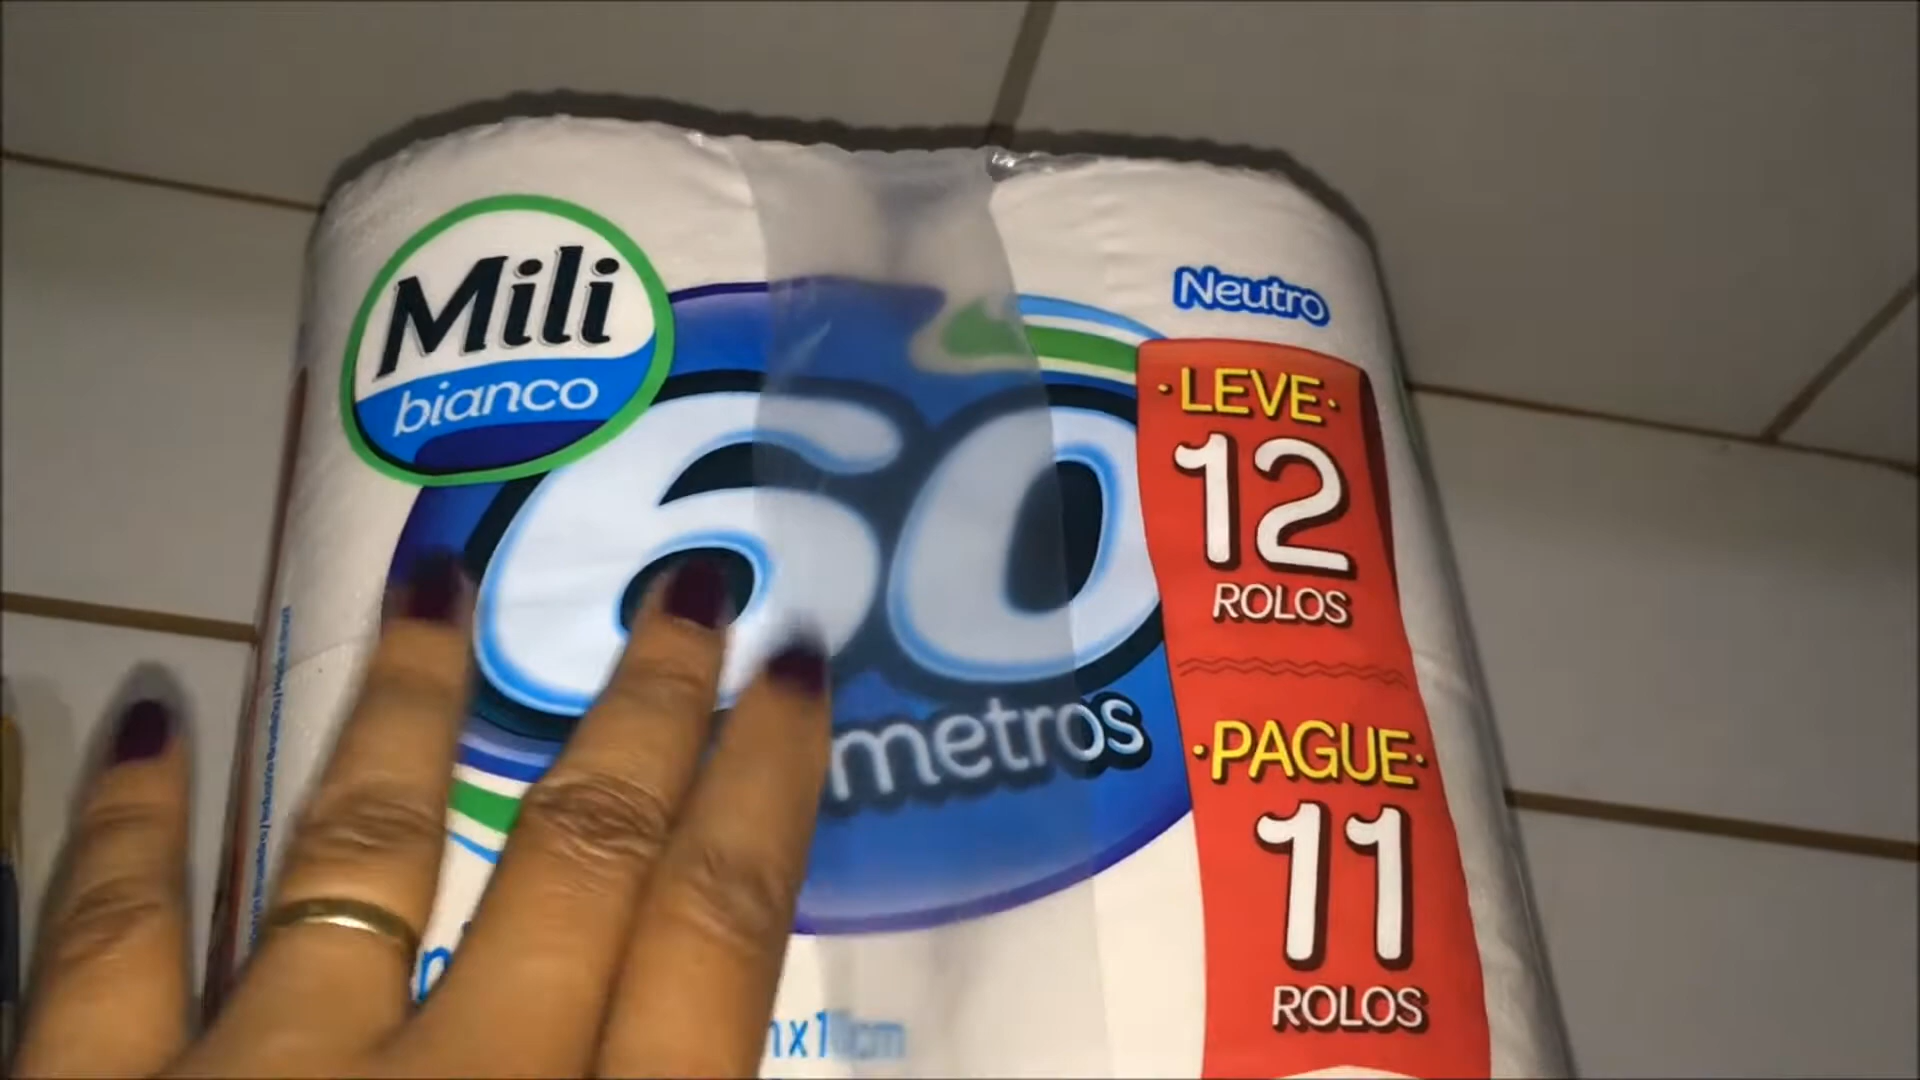 Mili
bianco
Neutro
60
metros
·LEVE·
12
ROLOS
·PAGUE·
11
ROLOS